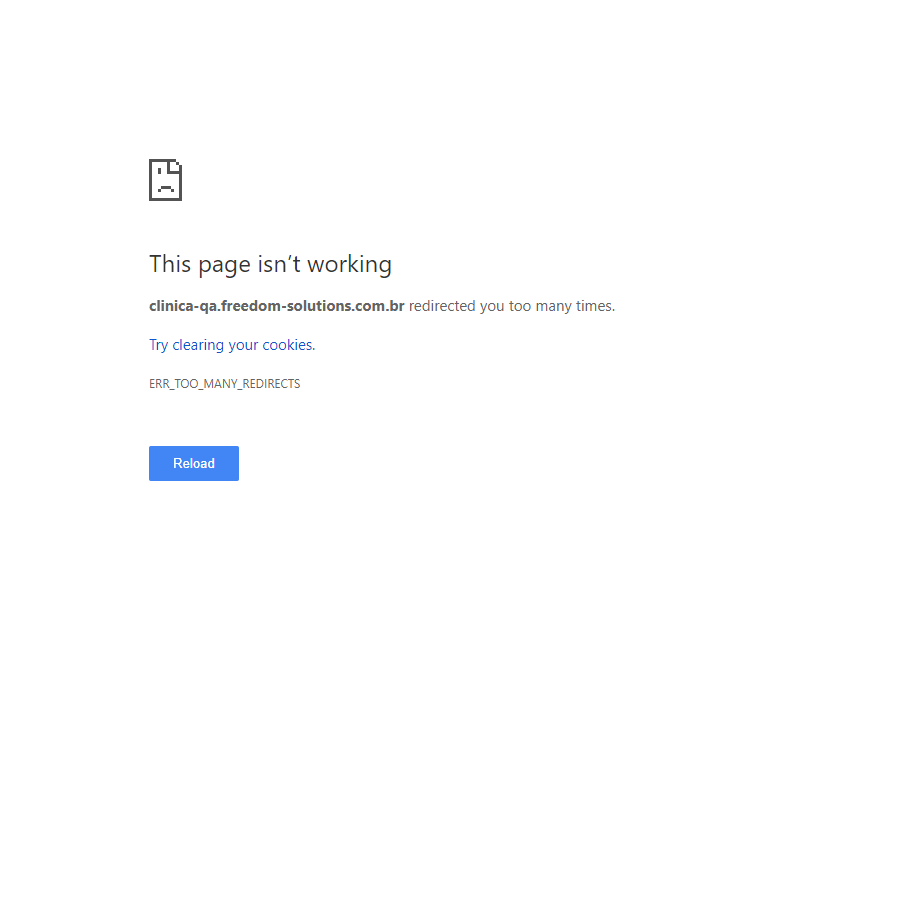 This page isn’t working
clinica-qa.freedom-solutions.com.br redirected you too many times.
Try clearing your cookies.
ERR_TOO_MANY_REDIRECTS
Reload